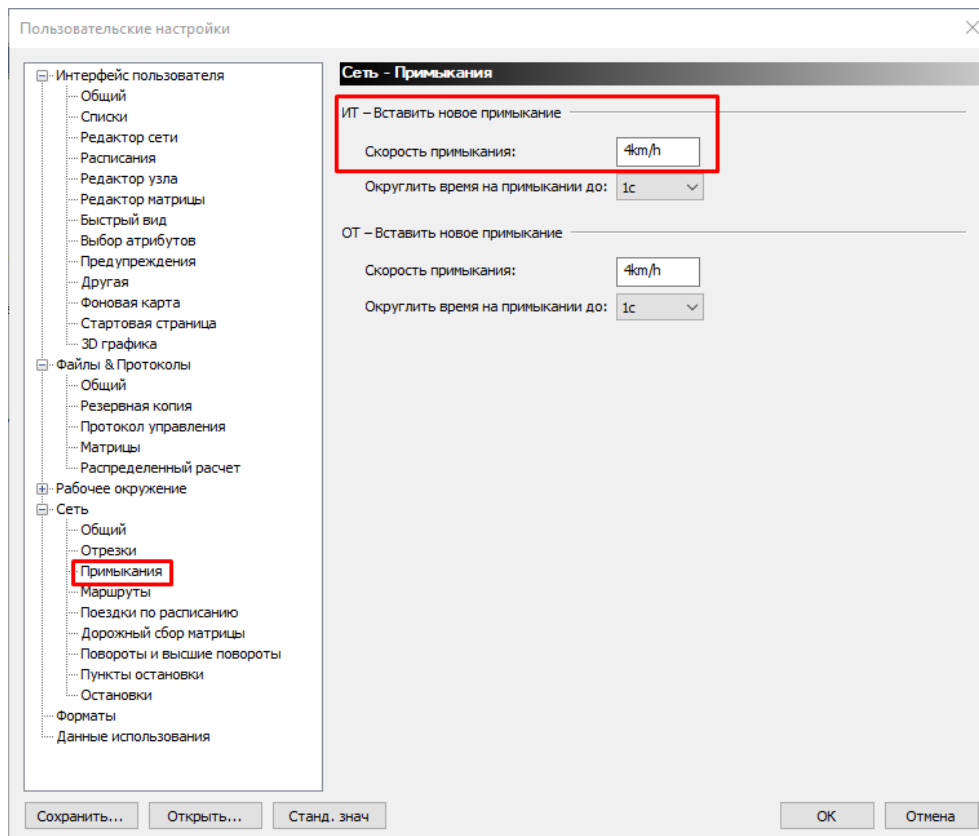 Пользовательские настройки
Интерфейс пользователя
Общий
Списки
Редактор сети
Расписания
Редактор узла
Редактор матрицы
Быстрый вид
Выбор атрибутов
Предупреждения
Другая
Фоновая карта
Стартовая страница
3D графика
Файлы & Протоколы
Общий
Резервная копия
Протокол управления
Матрицы
Распределенный расчет
Рабочее окружение
Сеть
Общий
Отрезки
Примыкания
Маршруты
Поездки по расписанию
Дорожный сбор матрицы
Повороты и высшие повороты
Пункты остановки
Остановки
Форматы
Данные использования
Сеть - Примыкания
ИТ – Вставить новое примыкание
Скорость примыкания: 4km/h
Округлить время на примыкании до: 1с
ОТ – Вставить новое примыкание
Скорость примыкания: 4km/h
Округлить время на примыкании до: 1с
Сохранить... Открыть... Станд. знач ОК Отмена